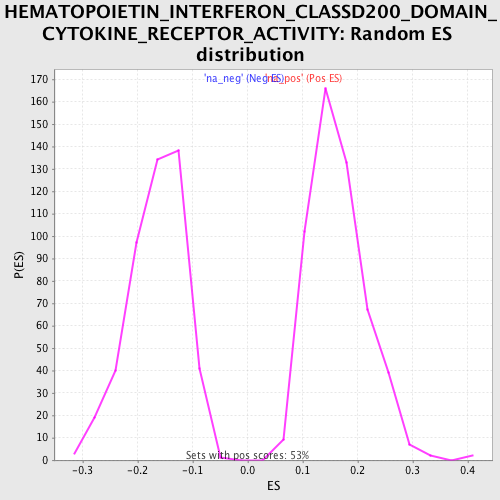 HEMATOPOIETIN_INTERFERON_CLASSD200_DOMAIN_
CYTOKINE_RECEPTOR_ACTIVITY: Random ES
distribution
'na_neg' (Neg ES)
'na_pos' (Pos ES)
170
160
150
140
130
120
110
100
90
80
70
60
50
40
30
20
10
0
P(ES)
Sets with pos scores: 53%
-0.3 -0.2 -0.1 0.0 0.1 0.2 0.3 0.4
ES